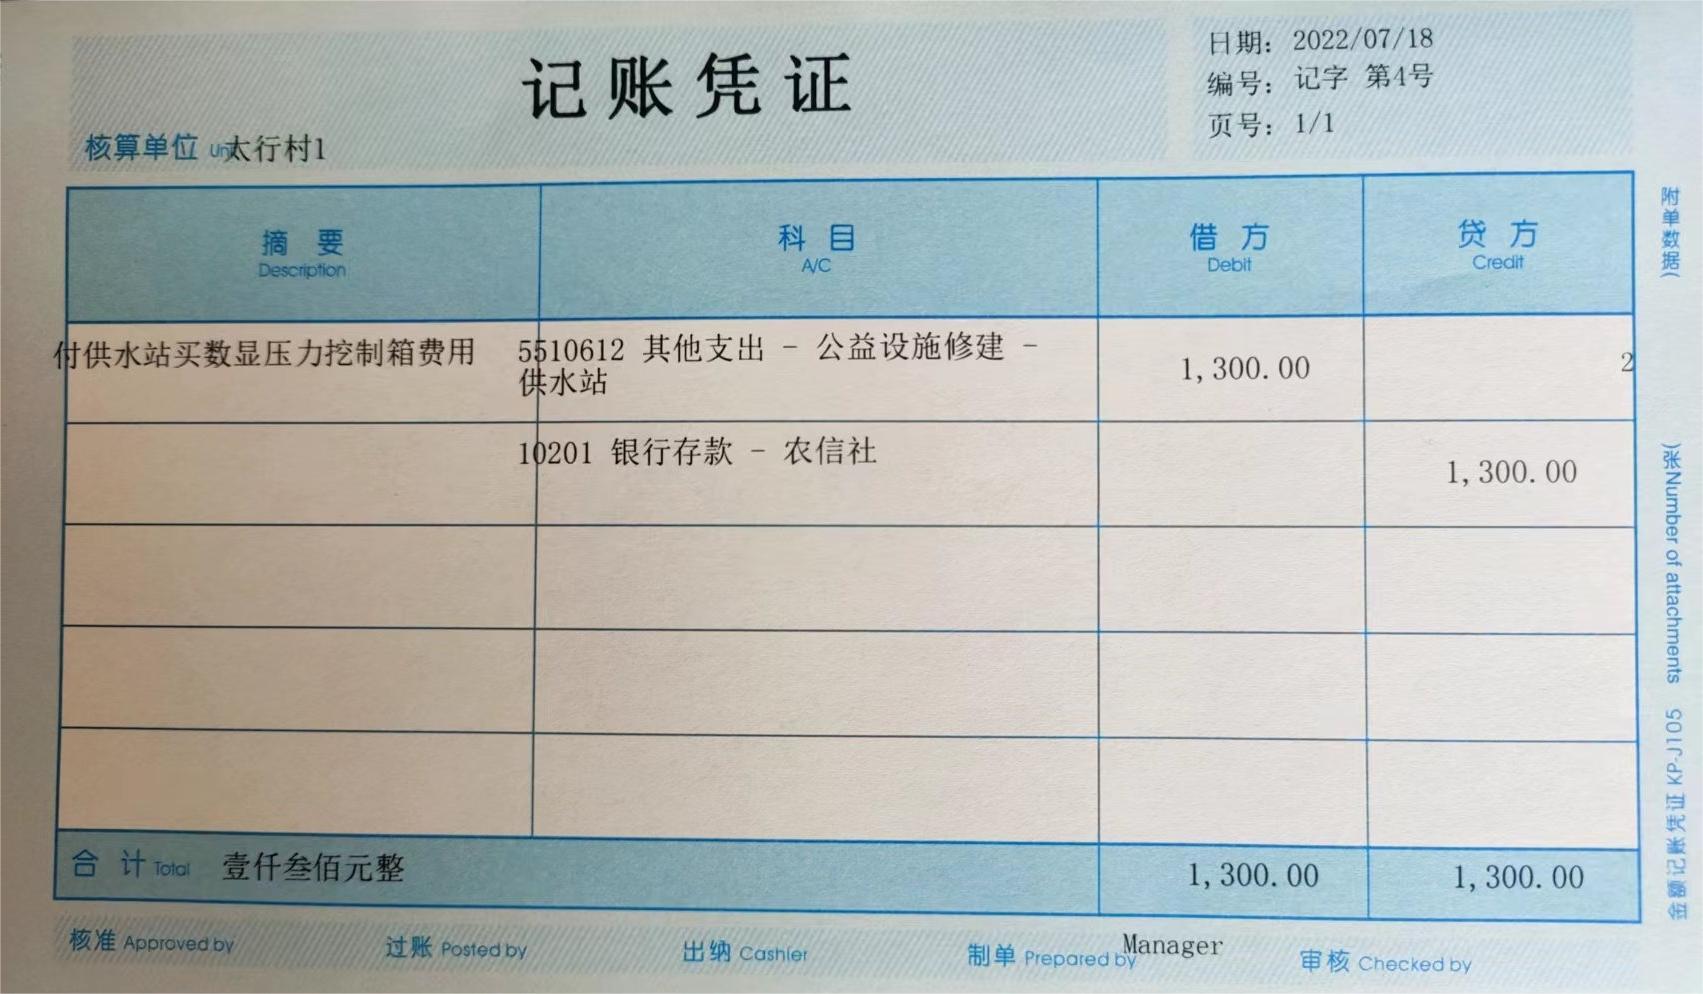 记账凭证
日期：2022/07/18
编号：记字 第4号
页号：1/1
核算单位 Unit 太行村1
摘 要 科 目 借 方 贷 方
Description A/C Debit Credit
付供水站买数显压力挖制箱费用 5510612 其他支出 - 公益设施修建 - 1,300.00
供水站
10201 银行存款 - 农信社 1,300.00
合 计 Total 壹仟叁佰元整 1,300.00 1,300.00
核准 Approved by 过账 Posted by 出纳 Cashier 制单 Prepared by Manager 审核 Checked by
附单数据( 2 )张 Number of attachments
金额记账凭证 KP-J105